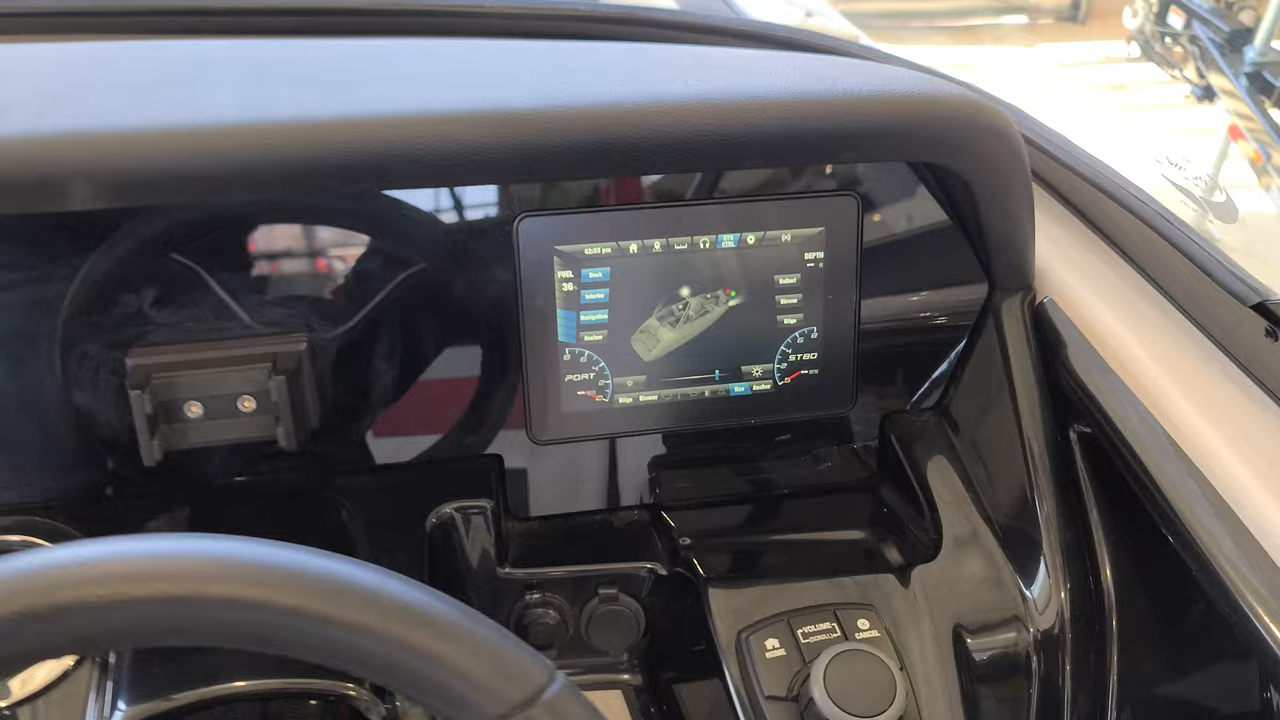 02:55 pm
SYS
CTRL
DEPTH
FUEL
36
Dock
Interior
Navigation
Anchor
Ballast
Blower
Bilge
PORT
STBD
Bilge Blower
Nav Anchor
HOME
VOLUME
(SCROLL)
CANCEL